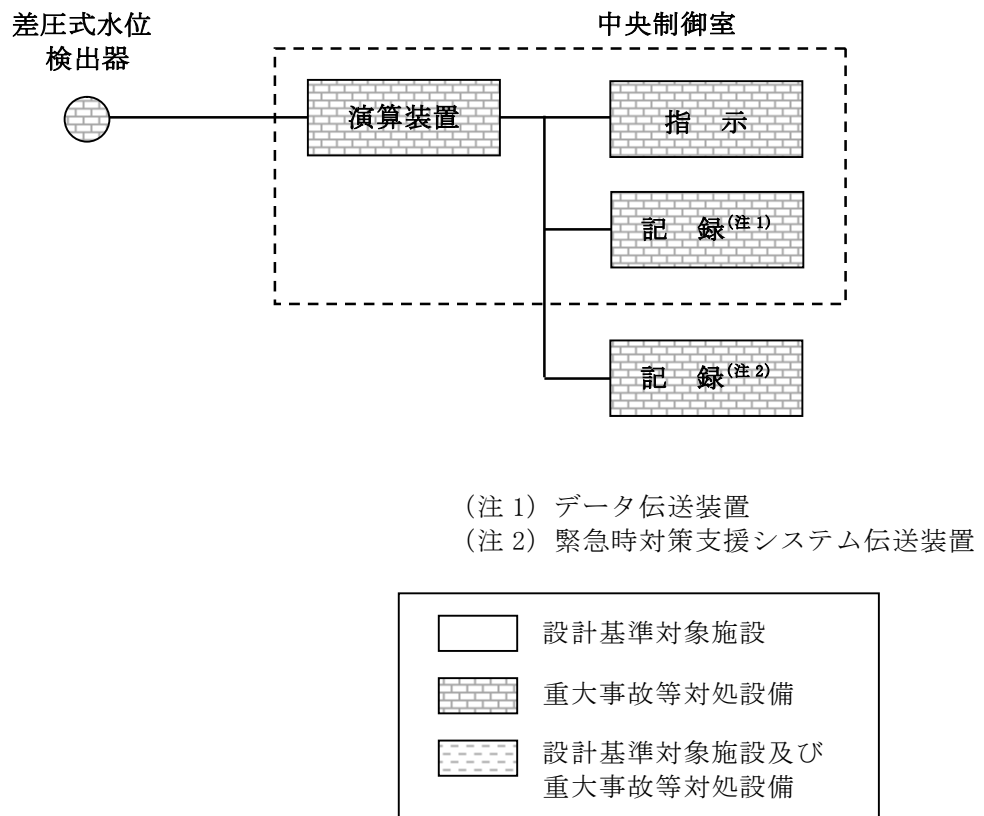 差圧式水位
検出器
中央制御室
演算装置
指 示
記 録(注1)
記 録(注2)
(注1) データ伝送装置
(注2) 緊急時対策支援システム伝送装置
設計基準対象施設
重大事故等対処設備
設計基準対象施設及び
重大事故等対処設備